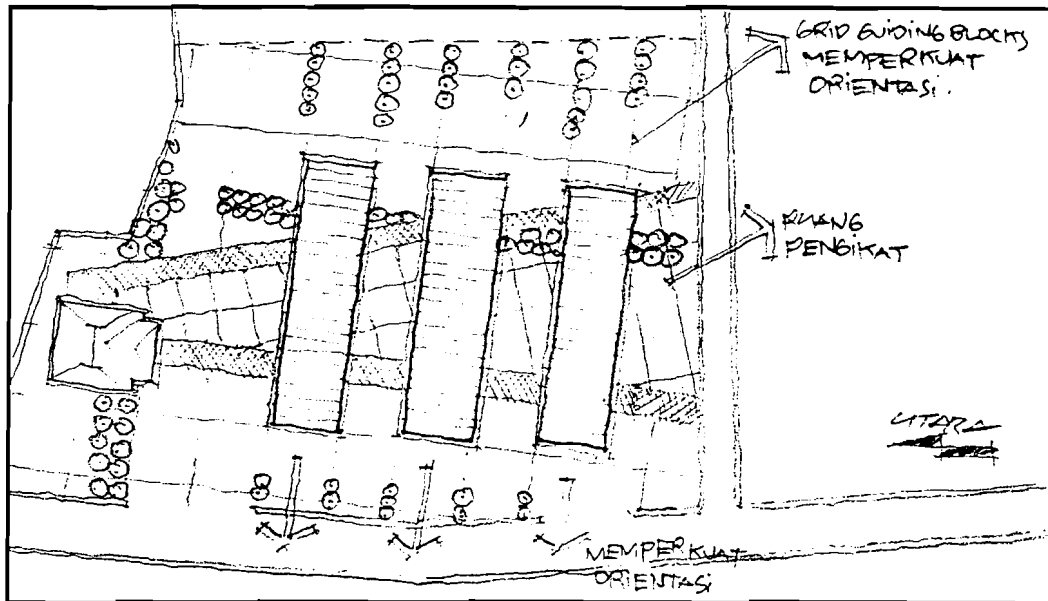 GRID GUIDING BLOCKS
MEMPERKUAT
ORIENTASI.
RUANG
PENGIKAT
UTARA
MEMPERKUAT
ORIENTASI